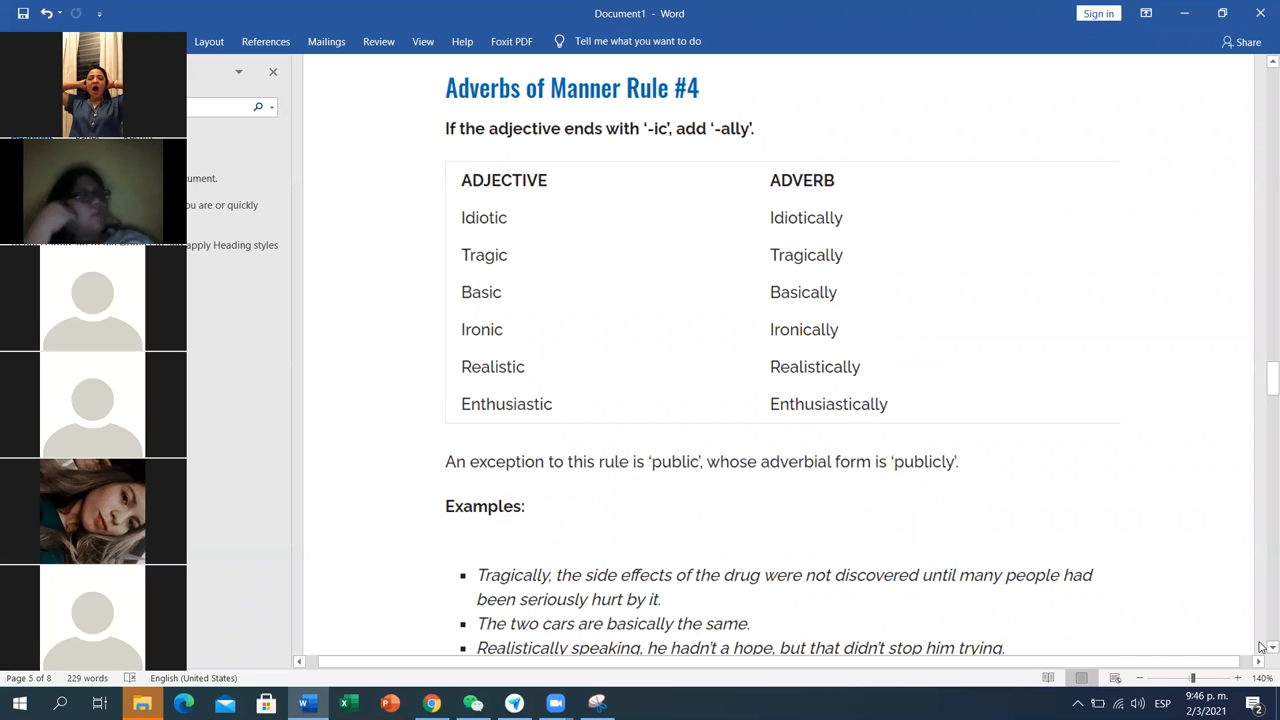 Document1 - Word
Sign in
Layout References Mailings Review View Help Foxit PDF Tell me what you want to do
Share
Adverbs of Manner Rule #4
If the adjective ends with ‘-ic’, add ‘-ally’.
ADJECTIVE ADVERB
Idiotic Idiotically
Tragic Tragically
Basic Basically
Ironic Ironically
Realistic Realistically
Enthusiastic Enthusiastically
An exception to this rule is ‘public’, whose adverbial form is ‘publicly’.
Examples:
▪ Tragically, the side effects of the drug were not discovered until many people had
been seriously hurt by it.
▪ The two cars are basically the same.
▪ Realistically speaking, he hadn’t a hope, but that didn’t stop him trying.
you are or quickly
apply Heading styles
Page 5 of 8 229 words English (United States)
140%
ESP
9:46 p. m.
2/3/2021
2